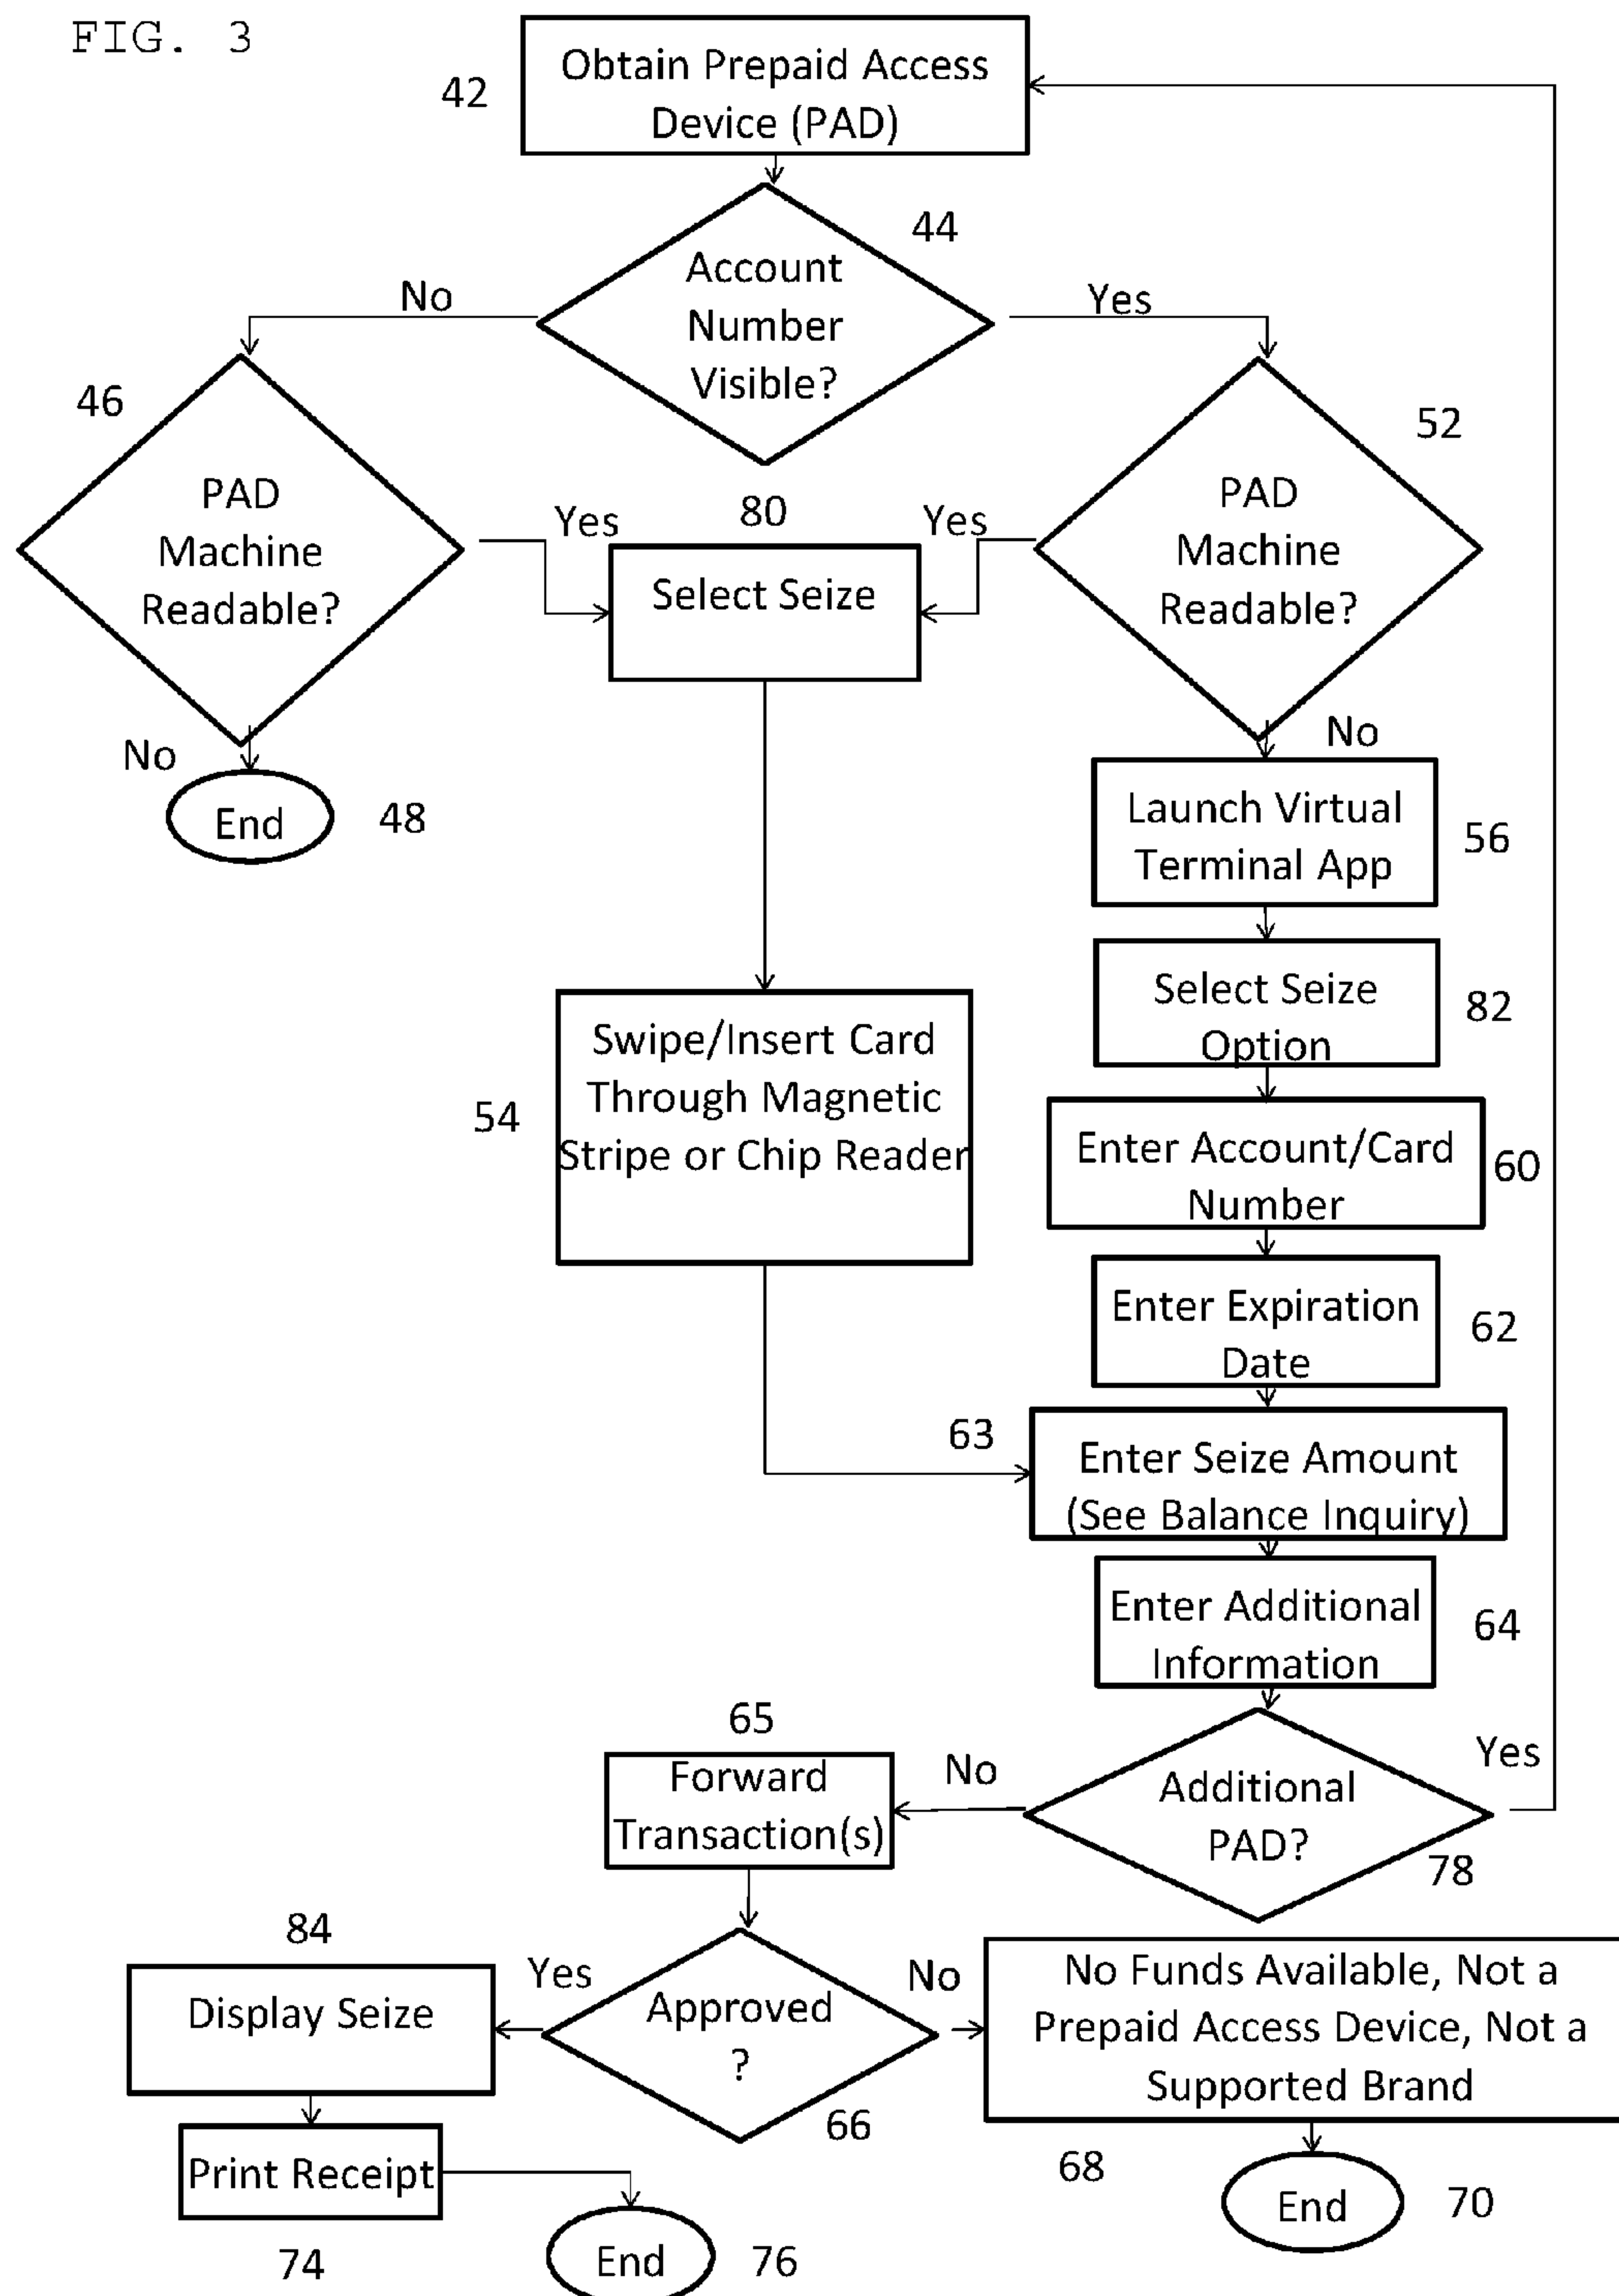 FIG. 3
Obtain Prepaid Access
Device (PAD)
42
44
Account
Number
Visible?
No
Yes
46
PAD
Machine
Readable?
Yes
80
Select Seize
Yes
52
PAD
Machine
Readable?
No
End
48
No
Launch Virtual
Terminal App
56
Select Seize
Option
82
Swipe/Insert Card
Through Magnetic
Stripe or Chip Reader
54
Enter Account/Card
Number
60
Enter Expiration
Date
62
63
Enter Seize Amount
(See Balance Inquiry)
Enter Additional
Information
64
65
Forward
Transaction(s)
No
Additional
PAD?
Yes
78
84
Display Seize
Yes
Approved
?
66
No
No Funds Available, Not a
Prepaid Access Device, Not a
Supported Brand
68
Print Receipt
74
End
76
End
70